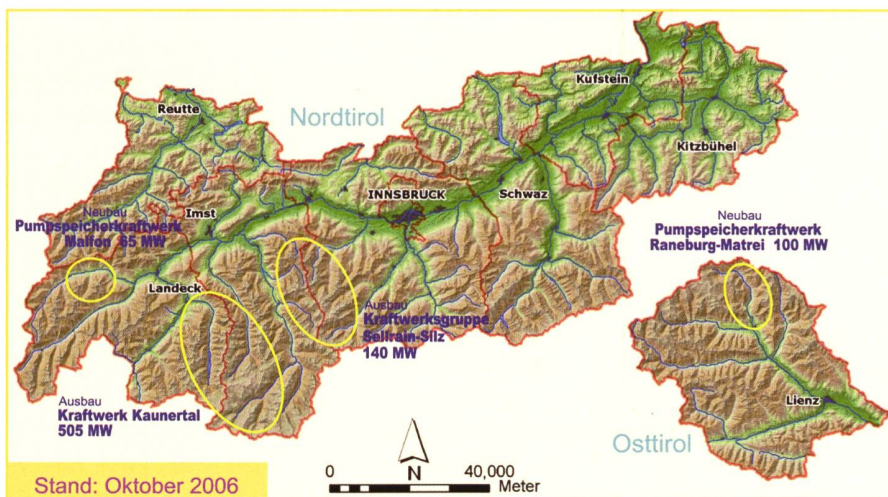 Reutte
Nordtirol
Kufstein
Kitzbühel
Neubau
Pumpspeicherkraftwerk
Malfon 65 MW
Imst
INNSBRUCK
Schwaz
Neubau
Pumpspeicherkraftwerk
Raneburg-Matrei 100 MW
Landeck
Ausbau
Kraftwerksgruppe
Sellrain-Silz
140 MW
Ausbau
Kraftwerk Kaunertal
505 MW
Lienz
Osttirol
N
0 40,000
Meter
Stand: Oktober 2006